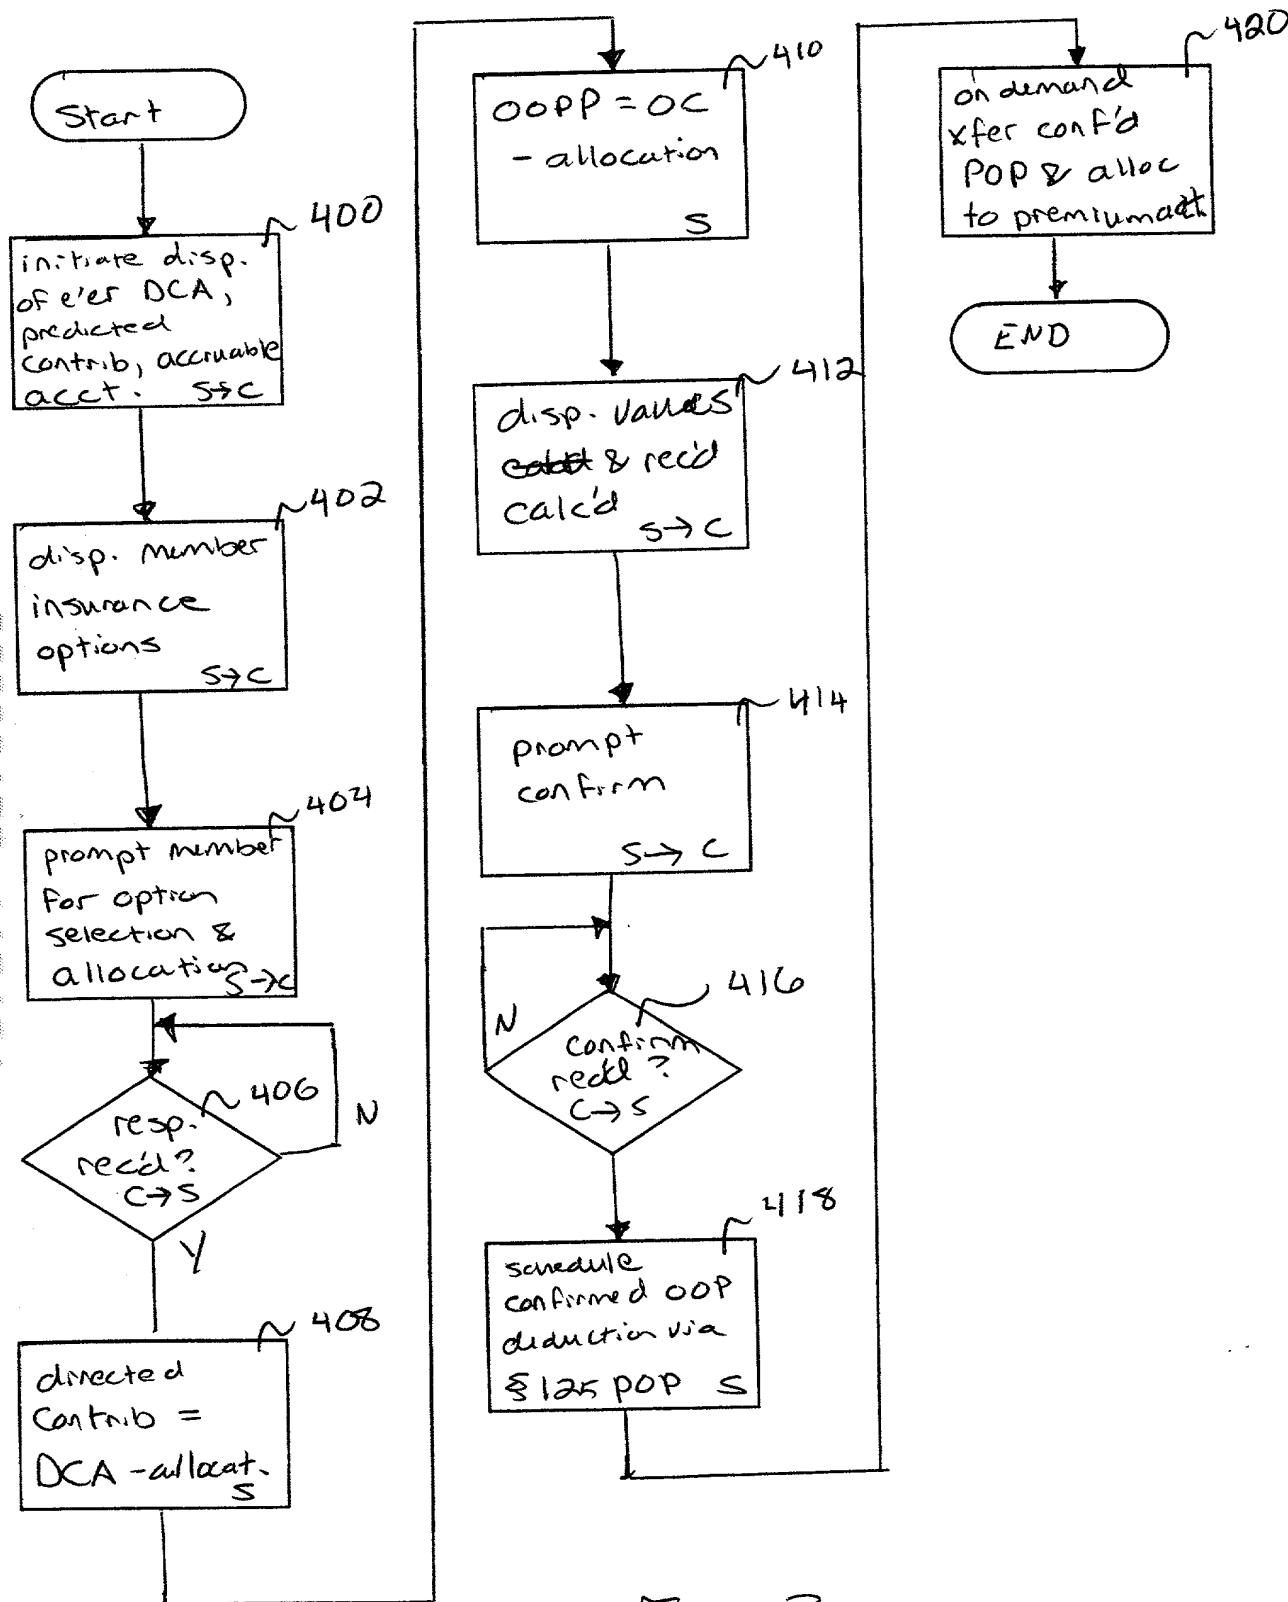 Start
400
initiate disp.
of e'er DCA,
predicted
contrib, accruable
acct. S→C
402
disp. member
insurance
options
S→C
404
prompt member
for option
selection &
allocation
S→C
406
resp.
rec'd?
C→S
N
Y
408
directed
Contrib =
DCA - allocat.
S
410
OOPP = OC
- allocation
S
412
disp. values
& rec'd
calc'd
S→C
414
prompt
confirm
S→C
416
confirm
rec'd?
C→S
N
418
schedule
confirmed OOP
deduction via
§125 POP S
420
on demand
xfer conf'd
POP & alloc
to premium acct
END